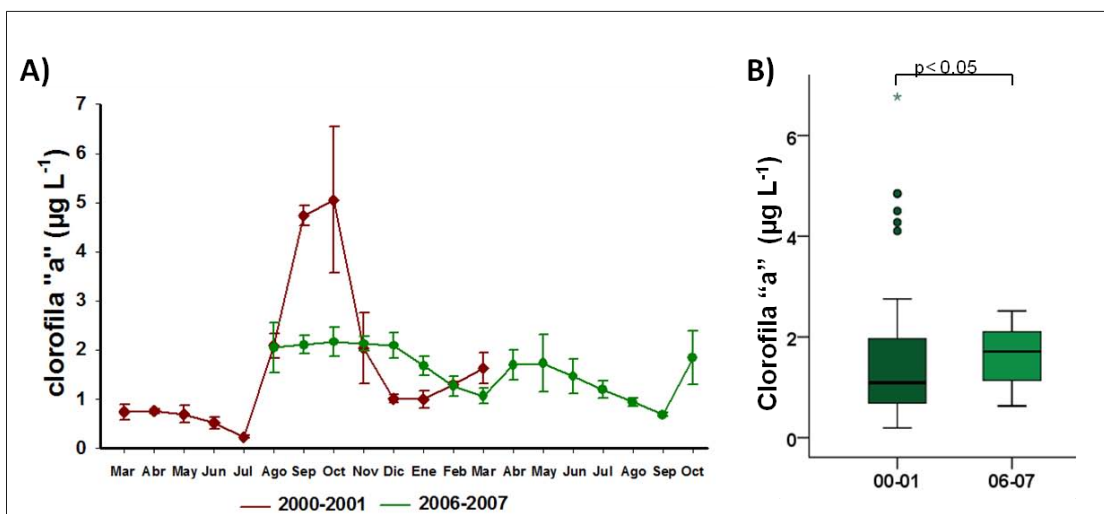 A)
clorofila "a" (µg L-1)
7
6
5
4
3
2
1
0
Mar Abr May Jun Jul Ago Sep Oct Nov Dic Ene Feb Mar Abr May Jun Jul Ago Sep Oct
2000-2001 2006-2007
B)
p< 0.05
Clorofila “a” (µg L-1)
6
4
2
0
00-01 06-07